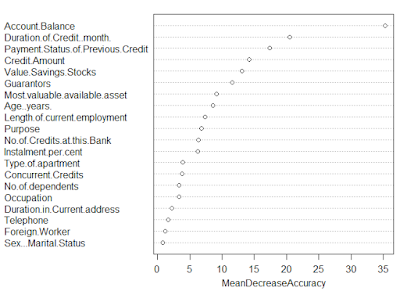 Account.Balance
Duration.of.Credit..month.
Payment.Status.of.Previous.Credit
Credit.Amount
Value.Savings.Stocks
Guarantors
Most.valuable.available.asset
Age..years.
Length.of.current.employment
Purpose
No.of.Credits.at.this.Bank
Instalment.per.cent
Type.of.apartment
Concurrent.Credits
No.of.dependents
Occupation
Duration.in.Current.address
Telephone
Foreign.Worker
Sex...Marital.Status
0 5 10 15 20 25 30 35
MeanDecreaseAccuracy